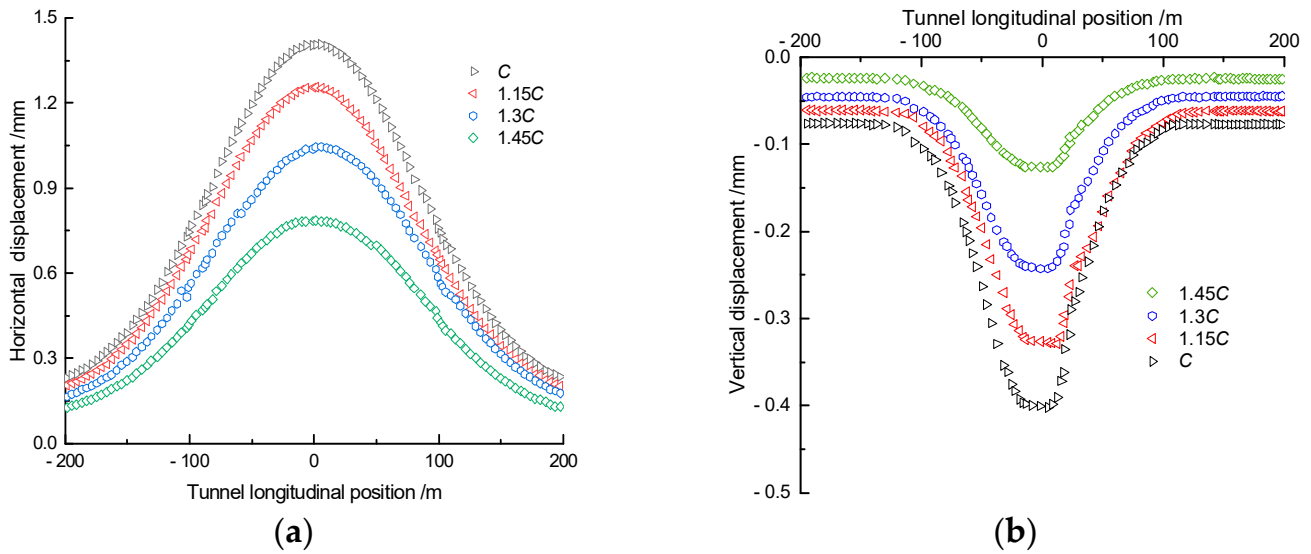 1.5
1.2
0.9
0.6
0.3
0.0
Horizontal displacement /mm
C
1.15C
1.3C
1.45C
- 200 - 100 0 100 200
Tunnel longitudinal position /m
(a)
Tunnel longitudinal position /m
- 200 - 100 0 100 200
0.0
- 0.1
- 0.2
- 0.3
- 0.4
- 0.5
Vertical displacement /mm
1.45C
1.3C
1.15C
C
(b)